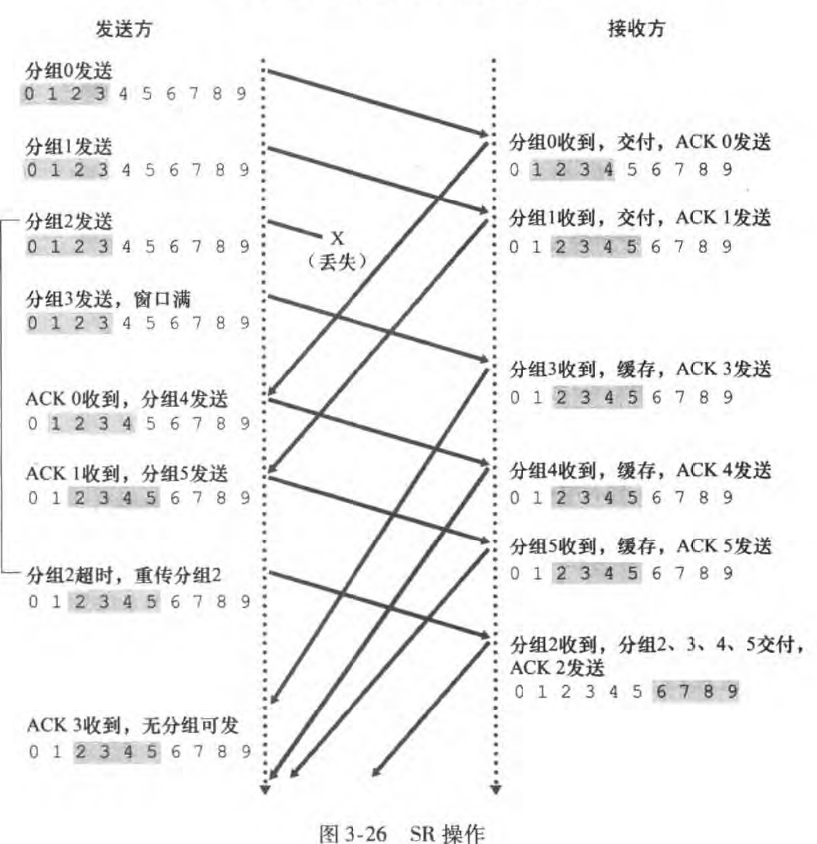 发送方
接收方
分组0发送
0 1 2 3 4 5 6 7 8 9
分组0收到，交付，ACK 0发送
0 1 2 3 4 5 6 7 8 9
分组1发送
0 1 2 3 4 5 6 7 8 9
分组1收到，交付，ACK 1发送
0 1 2 3 4 5 6 7 8 9
分组2发送
0 1 2 3 4 5 6 7 8 9
X
（丢失）
分组3发送，窗口满
0 1 2 3 4 5 6 7 8 9
分组3收到，缓存，ACK 3发送
0 1 2 3 4 5 6 7 8 9
ACK 0收到，分组4发送
0 1 2 3 4 5 6 7 8 9
分组4收到，缓存，ACK 4发送
0 1 2 3 4 5 6 7 8 9
ACK 1收到，分组5发送
0 1 2 3 4 5 6 7 8 9
分组5收到，缓存，ACK 5发送
0 1 2 3 4 5 6 7 8 9
分组2超时，重传分组2
0 1 2 3 4 5 6 7 8 9
分组2收到，分组2、3、4、5交付，
ACK 2发送
0 1 2 3 4 5 6 7 8 9
ACK 3收到，无分组可发
0 1 2 3 4 5 6 7 8 9
图 3-26 SR 操作